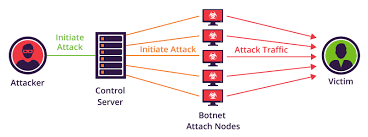 Initiate
Attack
Initiate Attack
Attack Traffic
Attacker
Control
Server
Botnet
Attach Nodes
Victim